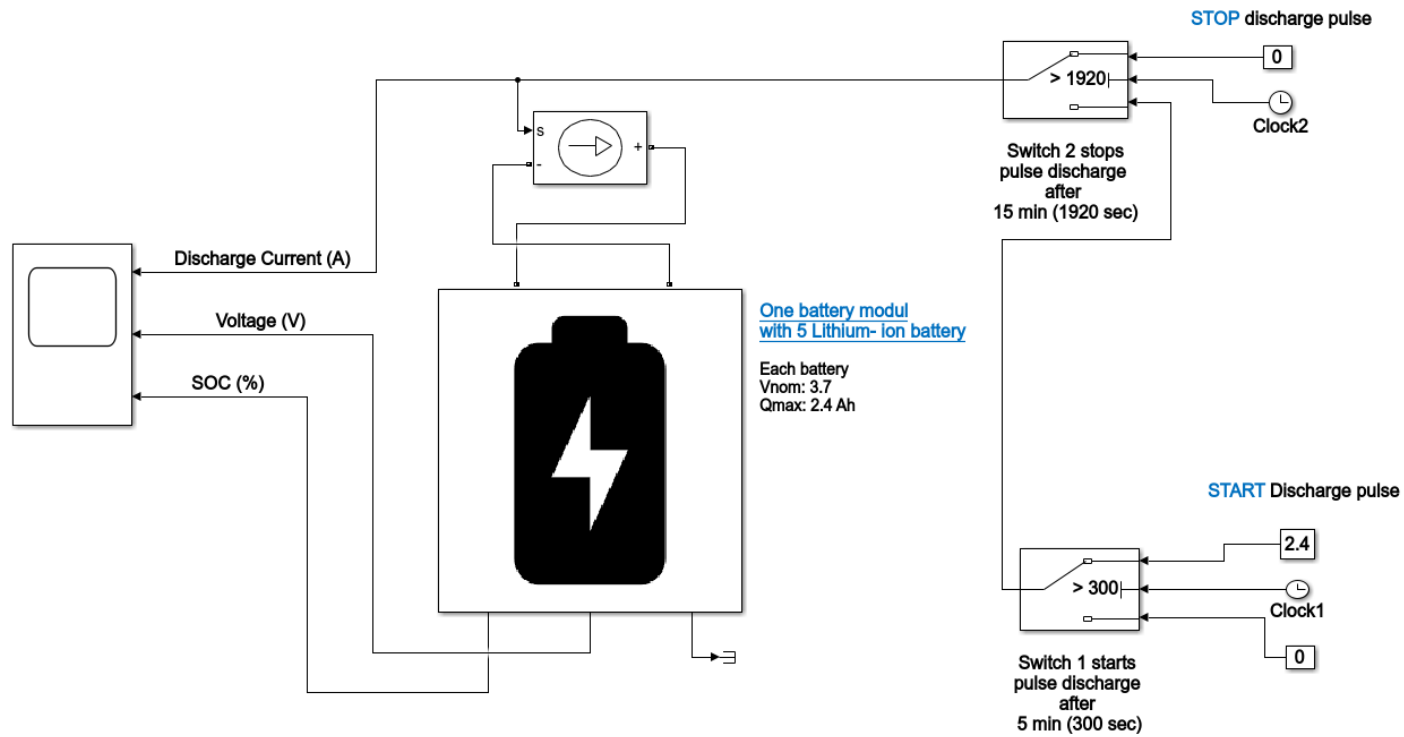 STOP discharge pulse
0
> 1920
Clock2
Switch 2 stops
pulse discharge
after
15 min (1920 sec)
s
+
-
Discharge Current (A)
Voltage (V)
SOC (%)
One battery modul
with 5 Lithium- ion battery
Each battery
Vnom: 3.7
Qmax: 2.4 Ah
START Discharge pulse
2.4
> 300
Clock1
0
Switch 1 starts
pulse discharge
after
5 min (300 sec)